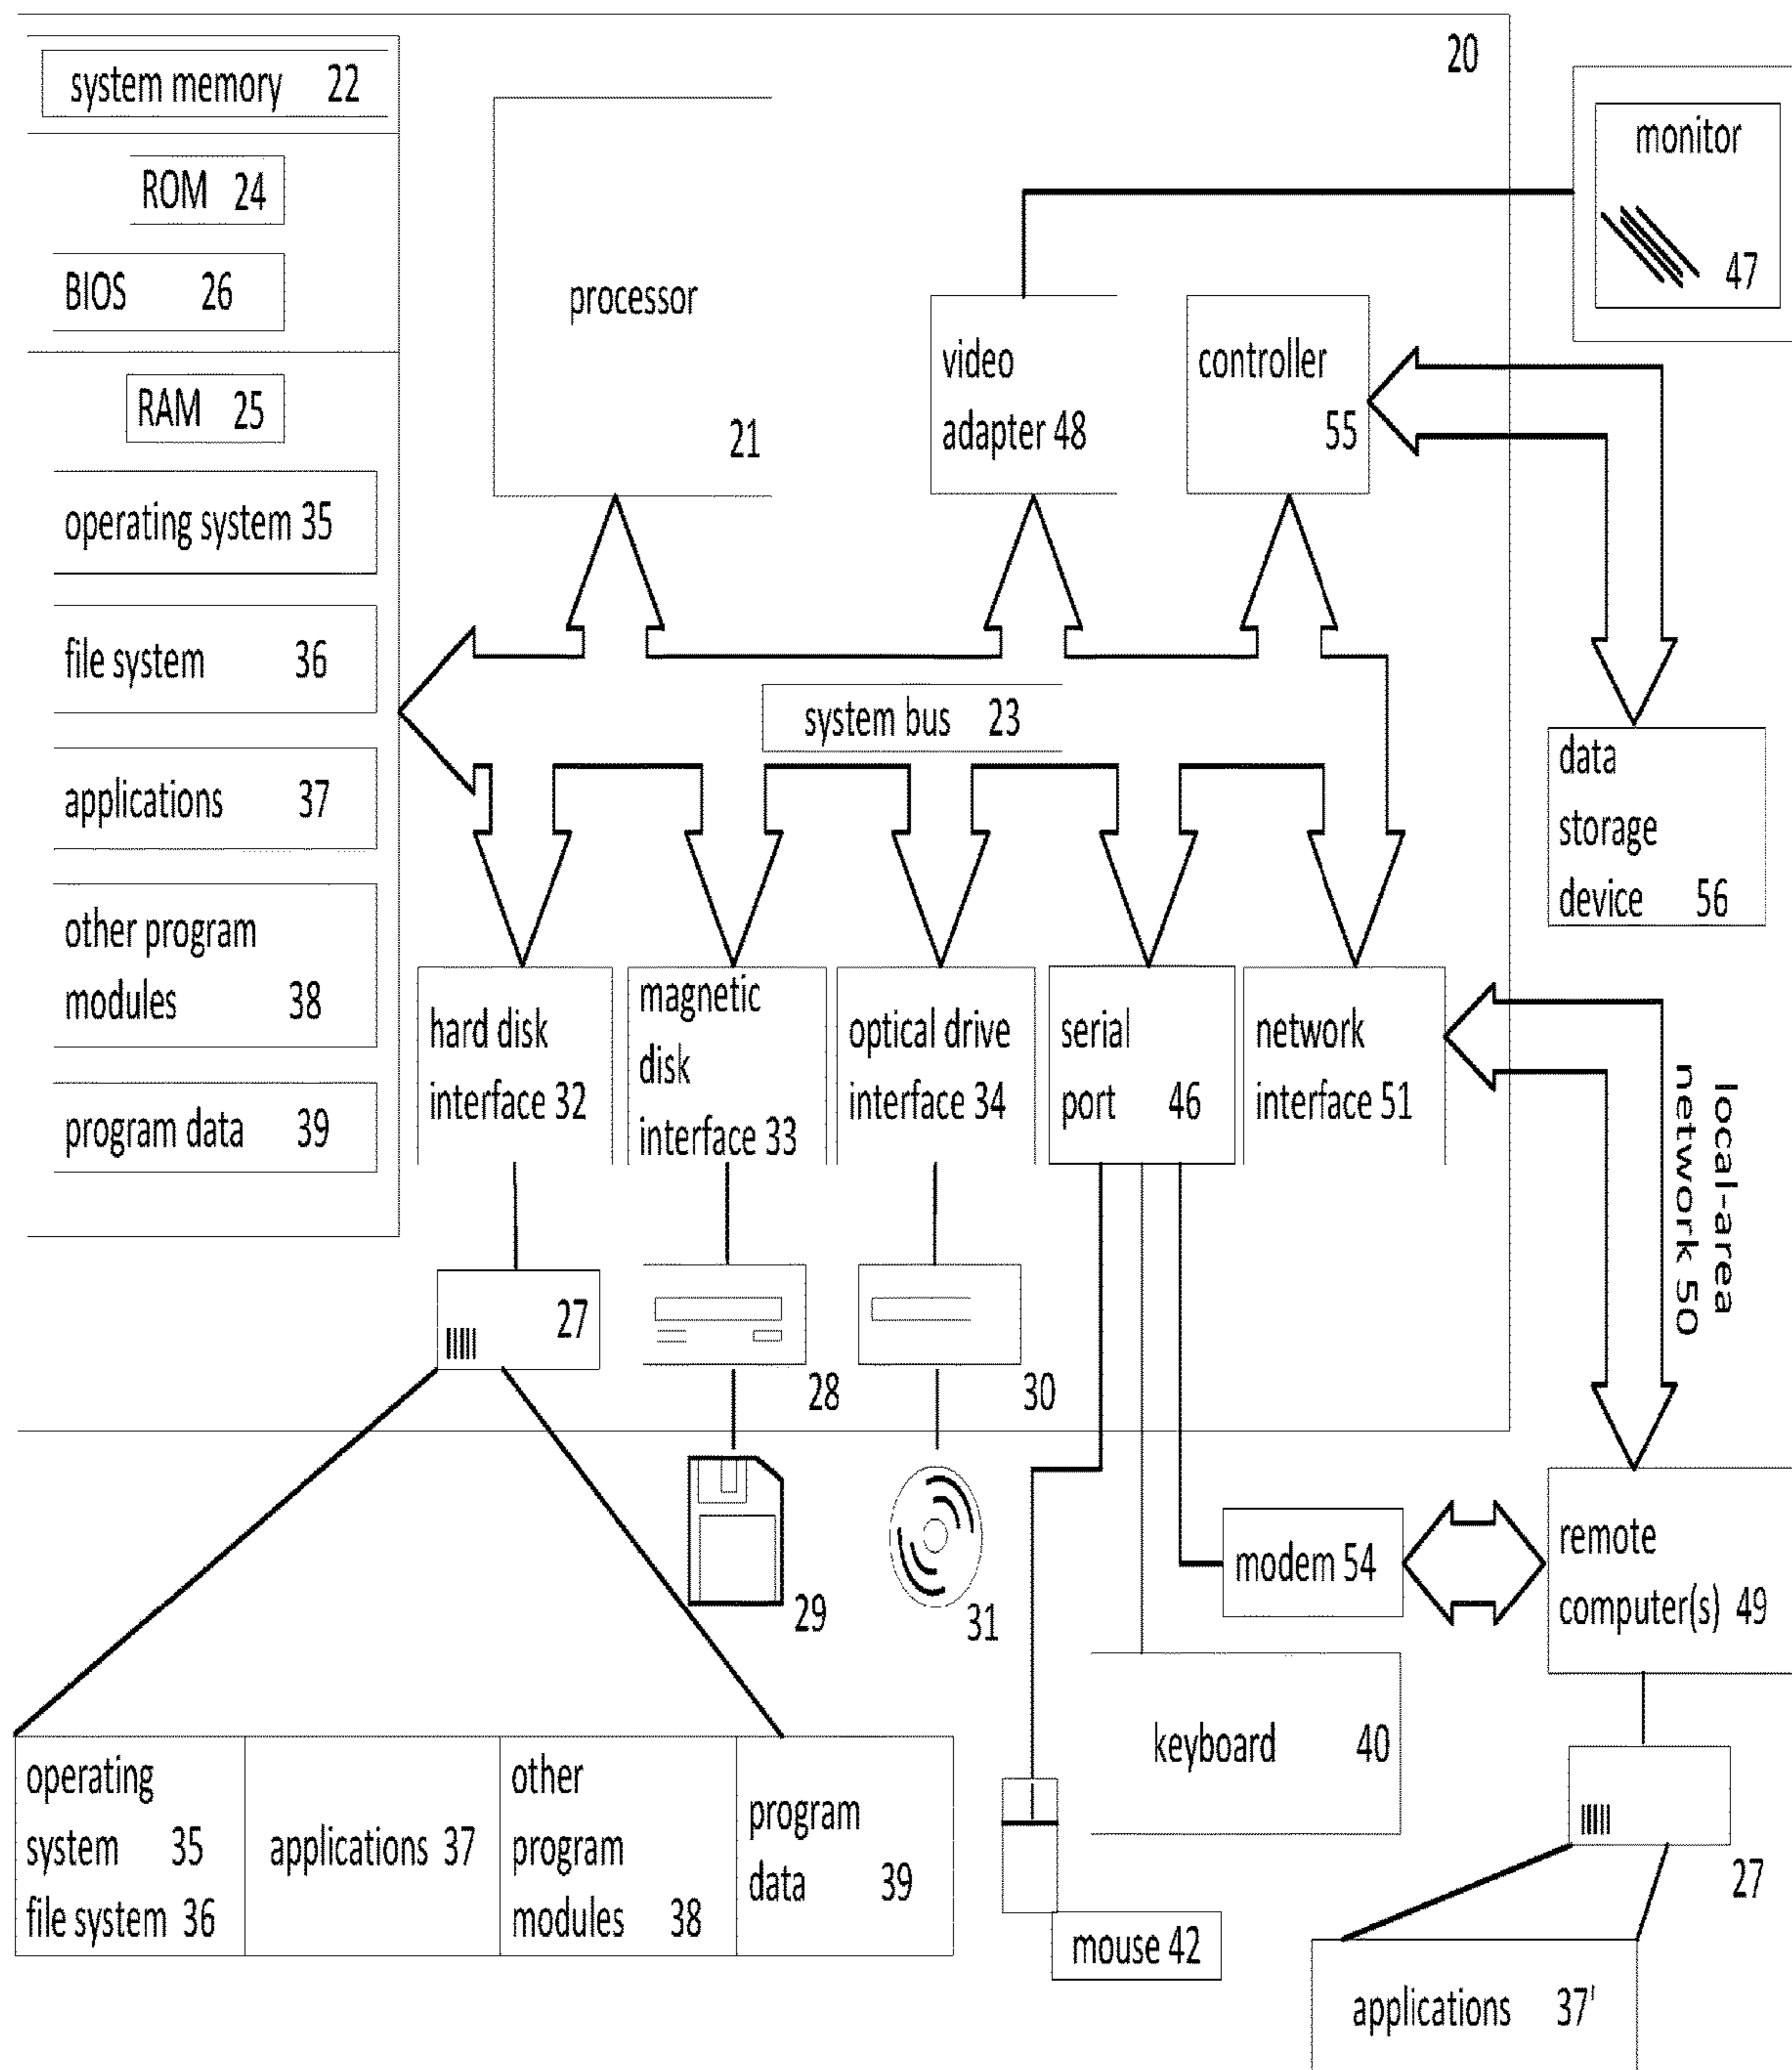 20
system memory 22
ROM 24
BIOS 26
RAM 25
operating system 35
file system 36
applications 37
other program
modules 38
program data 39
processor
21
video
adapter 48
controller
55
monitor
47
system bus 23
data
storage
device 56
hard disk
interface 32
magnetic
disk
interface 33
optical drive
interface 34
serial
port 46
network
interface 51
local-area
network 50
27
28
30
29
31
modem 54
remote
computer(s) 49
keyboard 40
mouse 42
27
applications 37'
operating
system 35
file system 36
applications 37
other
program
modules 38
program
data 39